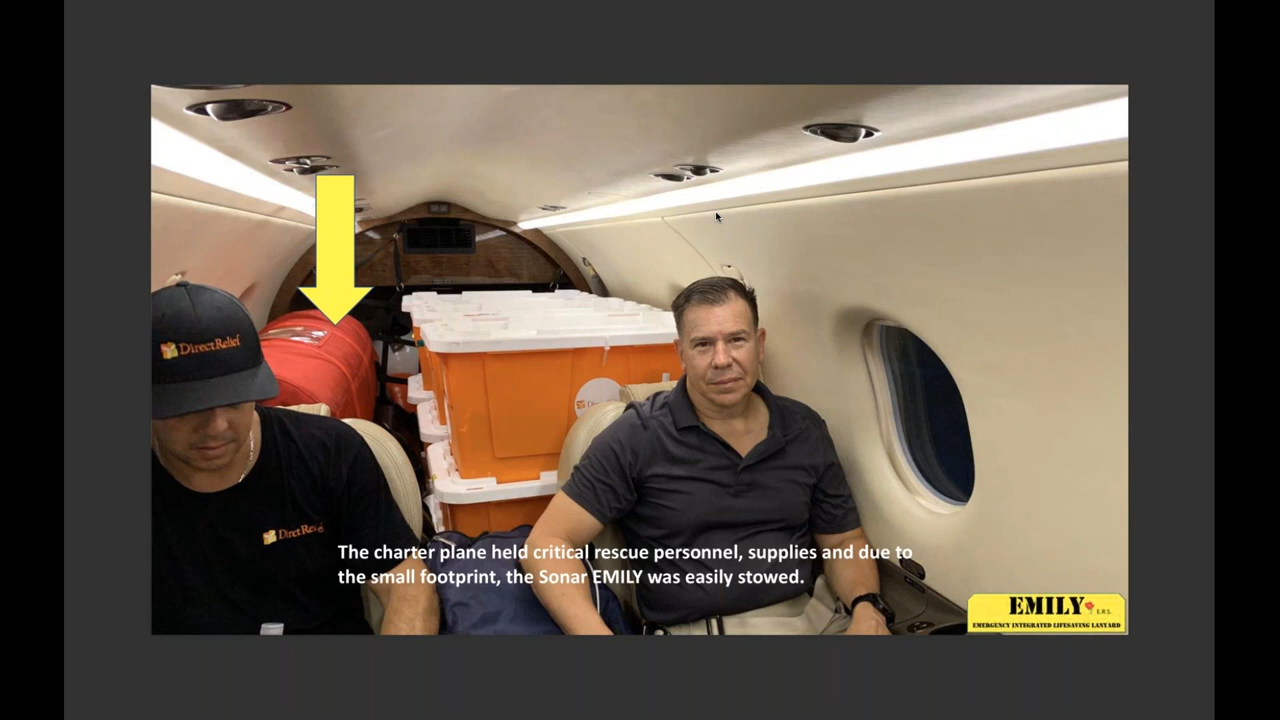 DirectRelief
DirectRelief
The charter plane held critical rescue personnel, supplies and due to
the small footprint, the Sonar EMILY was easily stowed.
EMILY E.R.S.
EMERGENCY INTEGRATED LIFESAVING LANYARD